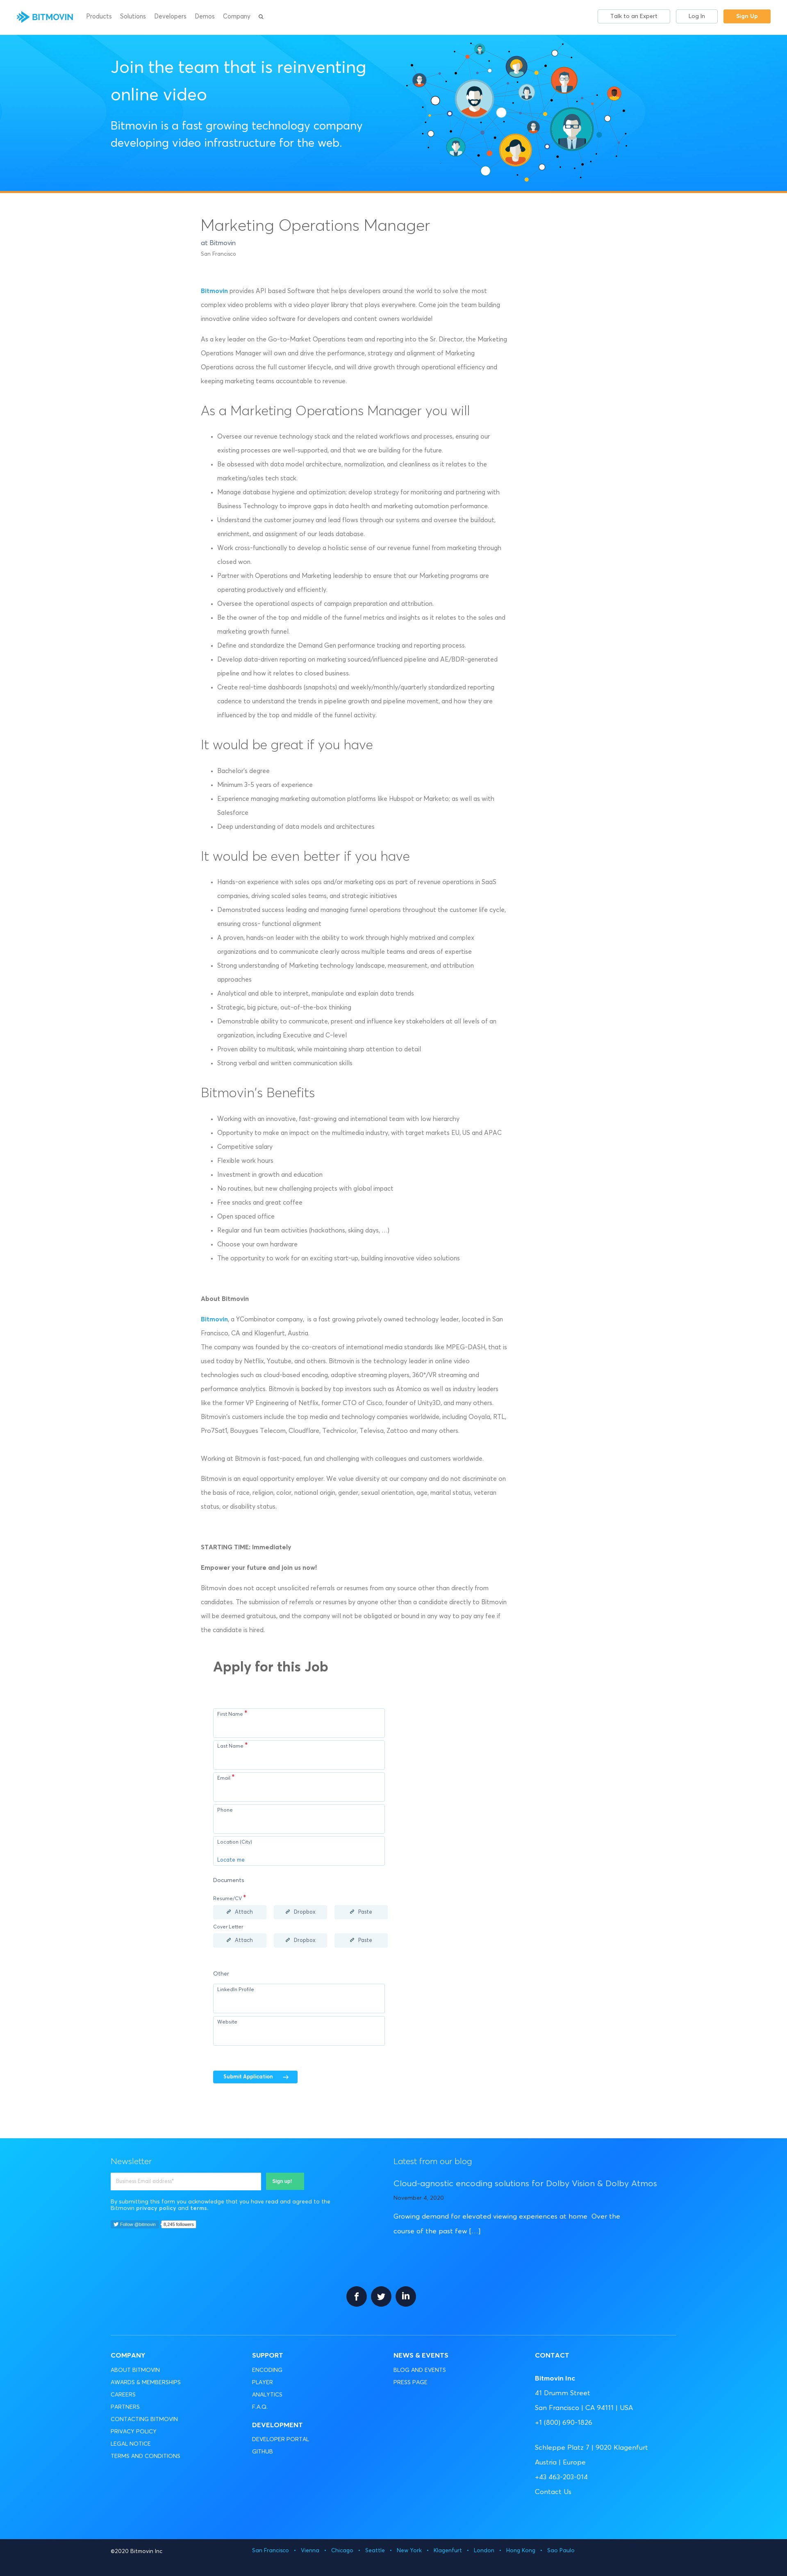 BITMOVIN Products Solutions Developers Demos Company Talk to an Expert Log In Sign Up
Join the team that is reinventing
online video
Bitmovin is a fast growing technology company
developing video infrastructure for the web.
Marketing Operations Manager
at Bitmovin
San Francisco
Bitmovin provides API based Software that helps developers around the world to solve the most
complex video problems with a video player library that plays everywhere. Come join the team building
innovative online video software for developers and content owners worldwide!
As a key leader on the Go-to-Market Operations team and reporting into the Sr. Director, the Marketing
Operations Manager will own and drive the performance, strategy and alignment of Marketing
Operations across the full customer lifecycle, and will drive growth through operational efficiency and
keeping marketing teams accountable to revenue.
As a Marketing Operations Manager you will
• Oversee our revenue technology stack and the related workflows and processes, ensuring our
existing processes are well-supported, and that we are building for the future.
• Be obsessed with data model architecture, normalization, and cleanliness as it relates to the
marketing/sales tech stack.
• Manage database hygiene and optimization; develop strategy for monitoring and partnering with
Business Technology to improve gaps in data health and marketing automation performance.
• Understand the customer journey and lead flows through our systems and oversee the buildout,
enrichment, and assignment of our leads database.
• Work cross-functionally to develop a holistic sense of our revenue funnel from marketing through
closed won.
• Partner with Operations and Marketing leadership to ensure that our Marketing programs are
operating productively and efficiently.
• Oversee the operational aspects of campaign preparation and attribution.
• Be the owner of the top and middle of the funnel metrics and insights as it relates to the sales and
marketing growth funnel.
• Define and standardize the Demand Gen performance tracking and reporting process.
• Develop data-driven reporting on marketing sourced/influenced pipeline and AE/BDR-generated
pipeline and how it relates to closed business.
• Create real-time dashboards (snapshots) and weekly/monthly/quarterly standardized reporting
cadence to understand the trends in pipeline growth and pipeline movement, and how they are
influenced by the top and middle of the funnel activity.
It would be great if you have
• Bachelor's degree
• Minimum 3-5 years of experience
• Experience managing marketing automation platforms like Hubspot or Marketo; as well as with
Salesforce
• Deep understanding of data models and architectures
It would be even better if you have
• Hands-on experience with sales ops and/or marketing ops as part of revenue operations in SaaS
companies, driving scaled sales teams, and strategic initiatives
• Demonstrated success leading and managing funnel operations throughout the customer life cycle,
ensuring cross- functional alignment
• A proven, hands-on leader with the ability to work through highly matrixed and complex
organizations and to communicate clearly across multiple teams and areas of expertise
• Strong understanding of Marketing technology landscape, measurement, and attribution
approaches
• Analytical and able to interpret, manipulate and explain data trends
• Strategic, big picture, out-of-the-box thinking
• Demonstrable ability to communicate, present and influence key stakeholders at all levels of an
organization, including Executive and C-level
• Proven ability to multitask, while maintaining sharp attention to detail
• Strong verbal and written communication skills
Bitmovin's Benefits
• Working with an innovative, fast-growing and international team with low hierarchy
• Opportunity to make an impact on the multimedia industry, with target markets EU, US and APAC
• Competitive salary
• Flexible work hours
• Investment in growth and education
• No routines, but new challenging projects with global impact
• Free snacks and great coffee
• Open spaced office
• Regular and fun team activities (hackathons, skiing days, …)
• Choose your own hardware
• The opportunity to work for an exciting start-up, building innovative video solutions
About Bitmovin
Bitmovin, a YCombinator company, is a fast growing privately owned technology leader, located in San
Francisco, CA and Klagenfurt, Austria.
The company was founded by the co-creators of international media standards like MPEG-DASH, that is
used today by Netflix, Youtube, and others. Bitmovin is the technology leader in online video
technologies such as cloud-based encoding, adaptive streaming players, 360°/VR streaming and
performance analytics. Bitmovin is backed by top investors such as Atomico as well as industry leaders
like the former VP Engineering of Netflix, former CTO of Cisco, founder of Unity3D, and many others.
Bitmovin's customers include the top media and technology companies worldwide, including Ooyala, RTL,
Pro7Sat1, Bouygues Telecom, Cloudflare, Technicolor, Televisa, Zattoo and many others.
Working at Bitmovin is fast-paced, fun and challenging with colleagues and customers worldwide.
Bitmovin is an equal opportunity employer. We value diversity at our company and do not discriminate on
the basis of race, religion, color, national origin, gender, sexual orientation, age, marital status, veteran
status, or disability status.
STARTING TIME: Immediately
Empower your future and join us now!
Bitmovin does not accept unsolicited referrals or resumes from any source other than directly from
candidates. The submission of referrals or resumes by anyone other than a candidate directly to Bitmovin
will be deemed gratuitous, and the company will not be obligated or bound in any way to pay any fee if
the candidate is hired.
Apply for this Job
First Name *
Last Name *
Email *
Phone
Location (City)
Locate me
Documents
Resume/CV *
Attach Dropbox Paste
Cover Letter
Attach Dropbox Paste
Other
LinkedIn Profile
Website
Submit Application →
Newsletter
Business Email address* Sign up!
By submitting this form you acknowledge that you have read and agreed to the
Bitmovin privacy policy and terms.
Follow @bitmovin 8,245 followers
Latest from our blog
Cloud-agnostic encoding solutions for Dolby Vision & Dolby Atmos
November 4, 2020
Growing demand for elevated viewing experiences at home Over the
course of the past few […]
COMPANY
ABOUT BITMOVIN
AWARDS & MEMBERSHIPS
CAREERS
PARTNERS
CONTACTING BITMOVIN
PRIVACY POLICY
LEGAL NOTICE
TERMS AND CONDITIONS
SUPPORT
ENCODING
PLAYER
ANALYTICS
F.A.Q.
DEVELOPMENT
DEVELOPER PORTAL
GITHUB
NEWS & EVENTS
BLOG AND EVENTS
PRESS PAGE
CONTACT
Bitmovin Inc
41 Drumm Street
San Francisco | CA 94111 | USA
+1 (800) 690-1826
Schleppe Platz 7 | 9020 Klagenfurt
Austria | Europe
+43 463-203-014
Contact Us
©2020 Bitmovin Inc San Francisco • Vienna • Chicago • Seattle • New York • Klagenfurt • London • Hong Kong • Sao Paulo